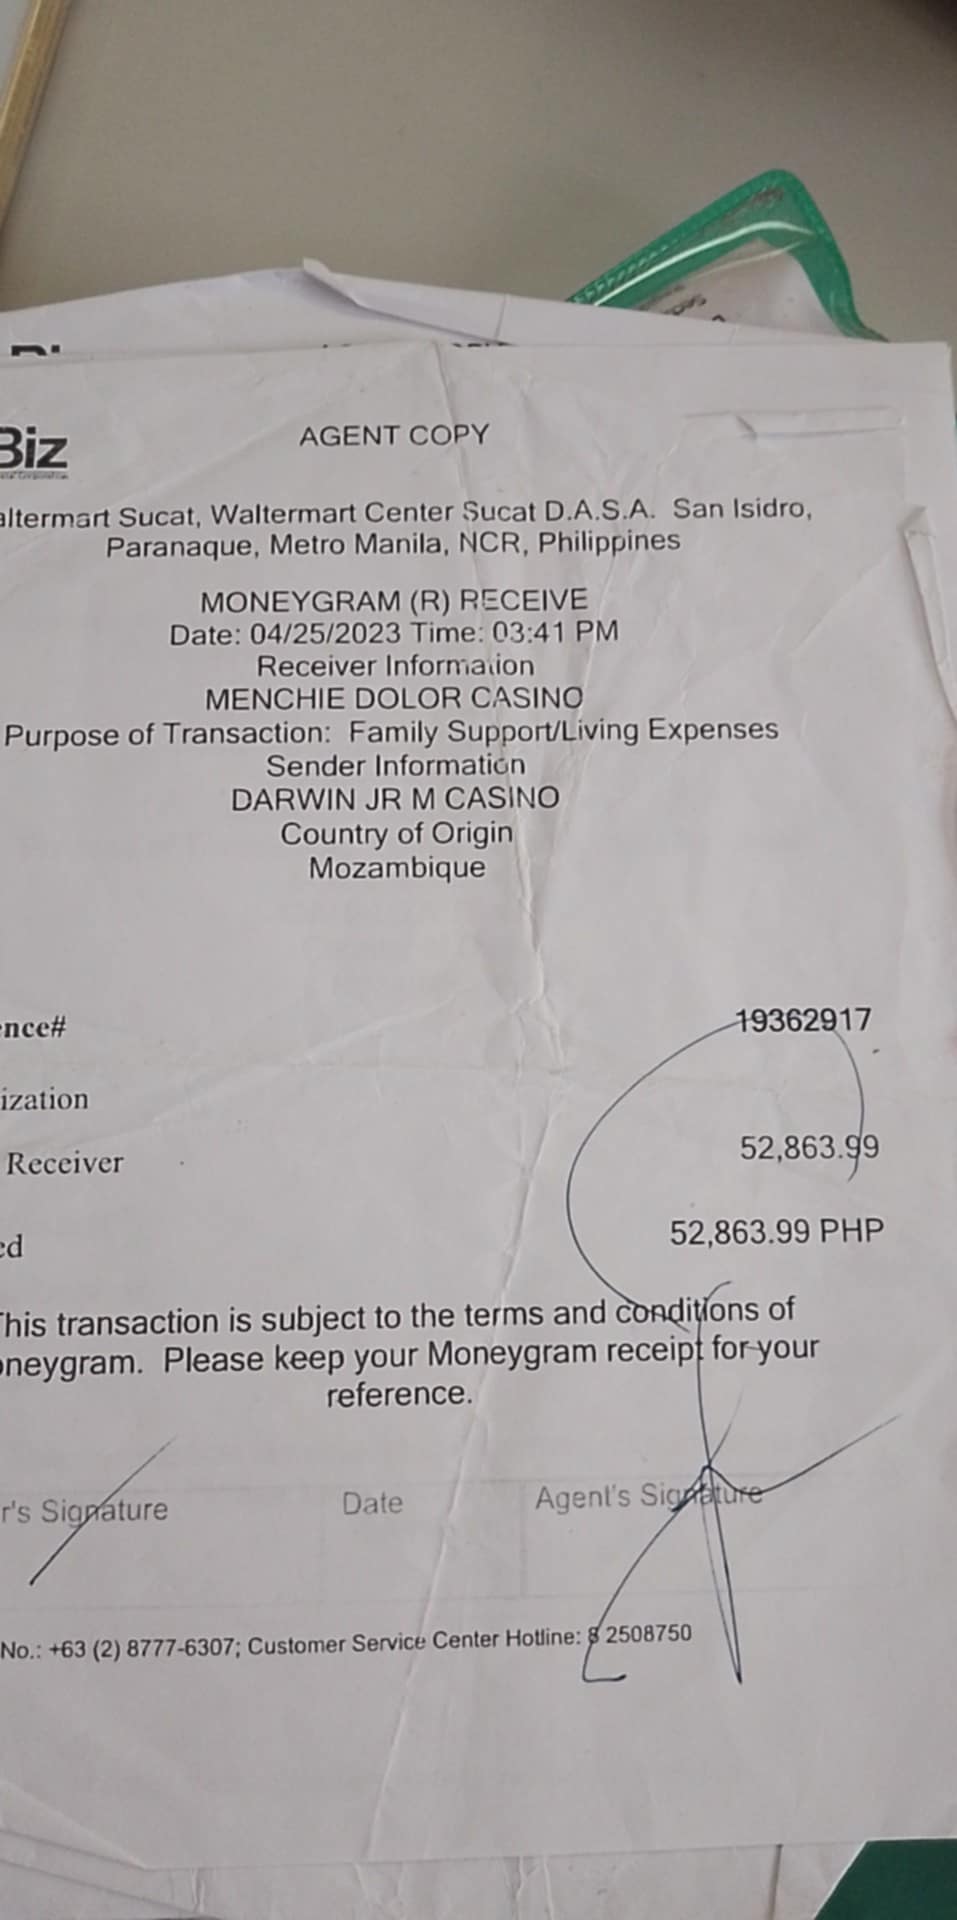 Biz
AGENT COPY
altermart Sucat, Waltermart Center Sucat D.A.S.A. San Isidro,
Paranaque, Metro Manila, NCR, Philippines
MONEYGRAM (R) RECEIVE
Date: 04/25/2023 Time: 03:41 PM
Receiver Information
MENCHIE DOLOR CASINO
Purpose of Transaction: Family Support/Living Expenses
Sender Information
DARWIN JR M CASINO
Country of Origin
Mozambique
ence# 19362917
ization
Receiver 52,863.99
ed 52,863.99 PHP
This transaction is subject to the terms and conditions of
oneygram. Please keep your Moneygram receipt for your
reference.
r's Signature Date Agent's Signature
No.: +63 (2) 8777-6307; Customer Service Center Hotline: 8 2508750